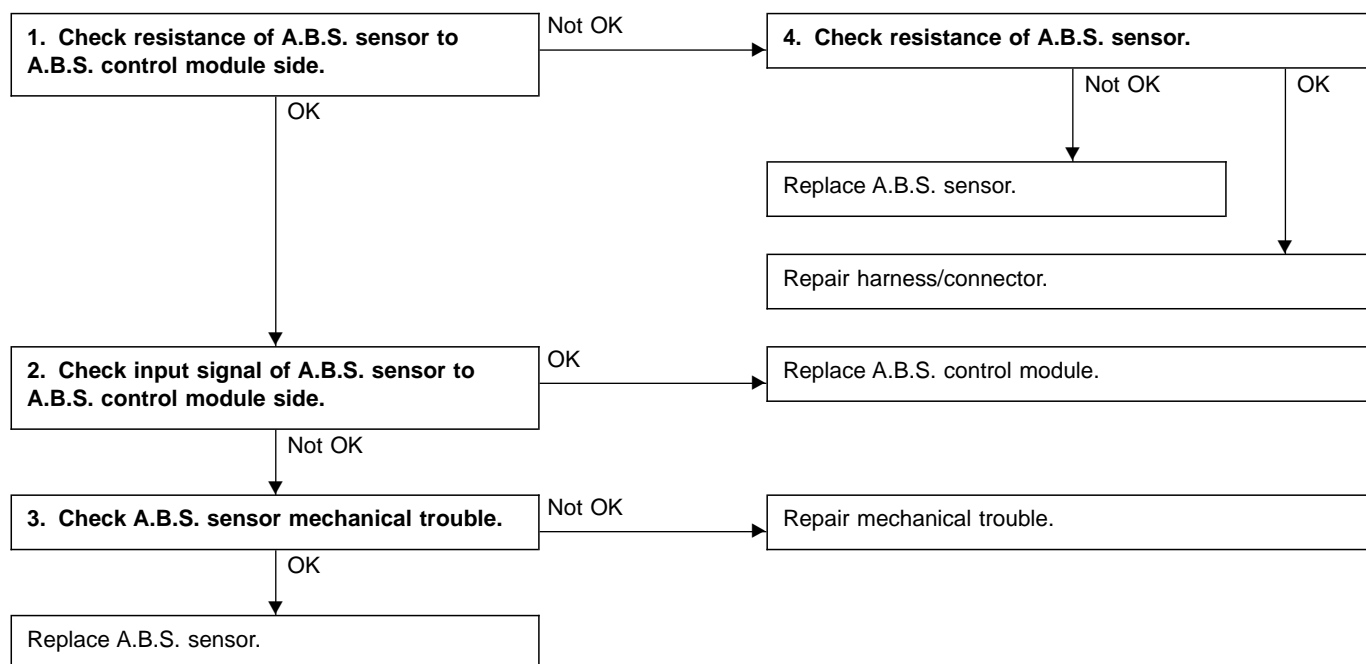 1. Check resistance of A.B.S. sensor to
A.B.S. control module side.
Not OK
4. Check resistance of A.B.S. sensor.
OK
Not OK
OK
Replace A.B.S. sensor.
Repair harness/connector.
2. Check input signal of A.B.S. sensor to
A.B.S. control module side.
OK
Replace A.B.S. control module.
Not OK
3. Check A.B.S. sensor mechanical trouble.
Not OK
Repair mechanical trouble.
OK
Replace A.B.S. sensor.